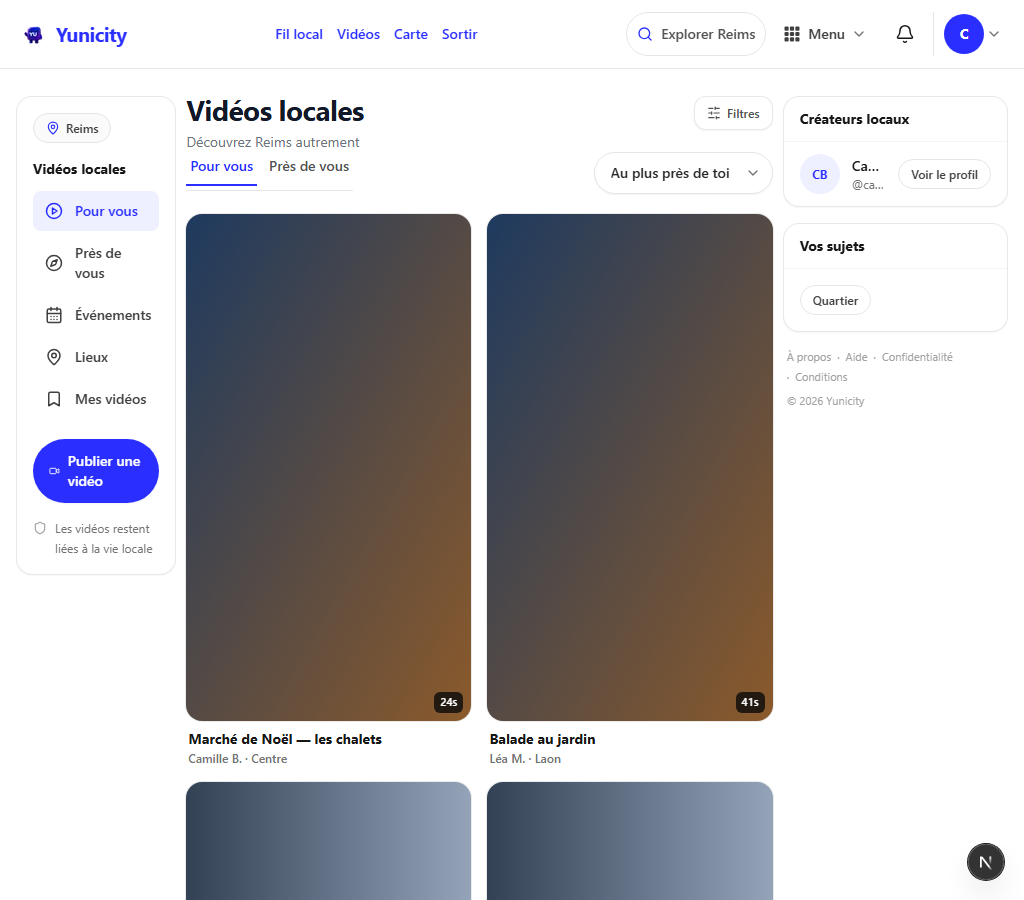 YU Yunicity
Fil local Vidéos Carte Sortir
Explorer Reims
Menu
C
Reims
Vidéos locales
Pour vous
Près de
vous
Événements
Lieux
Mes vidéos
Publier une
vidéo
Les vidéos restent
liées à la vie locale
Vidéos locales
Découvrez Reims autrement
Filtres
Pour vous Près de vous
Au plus près de toi
24s
Marché de Noël — les chalets
Camille B. · Centre
41s
Balade au jardin
Léa M. · Laon
Créateurs locaux
CB
Ca...
@ca...
Voir le profil
Vos sujets
Quartier
À propos · Aide · Confidentialité
· Conditions
© 2026 Yunicity
N